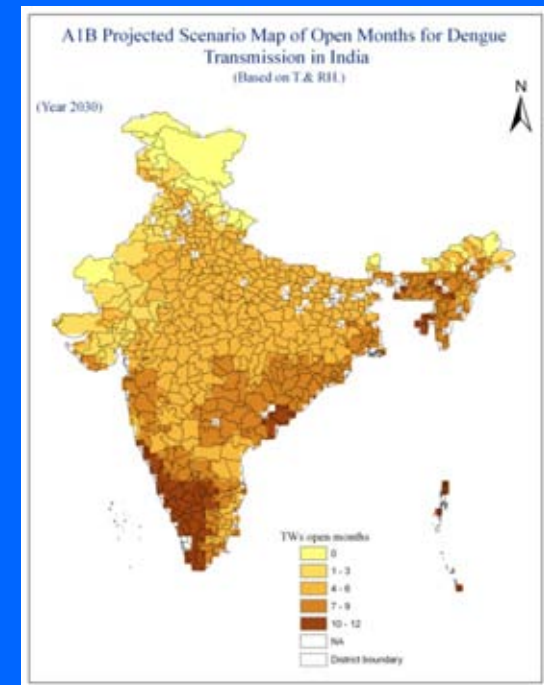 A1B Projected Scenario Map of Open Months for Dengue
Transmission in India
(Based on T.& RH.)
N
(Year 2030)
TWs open months
0
1 - 3
4 - 6
7 - 9
10 - 12
NA
District boundary